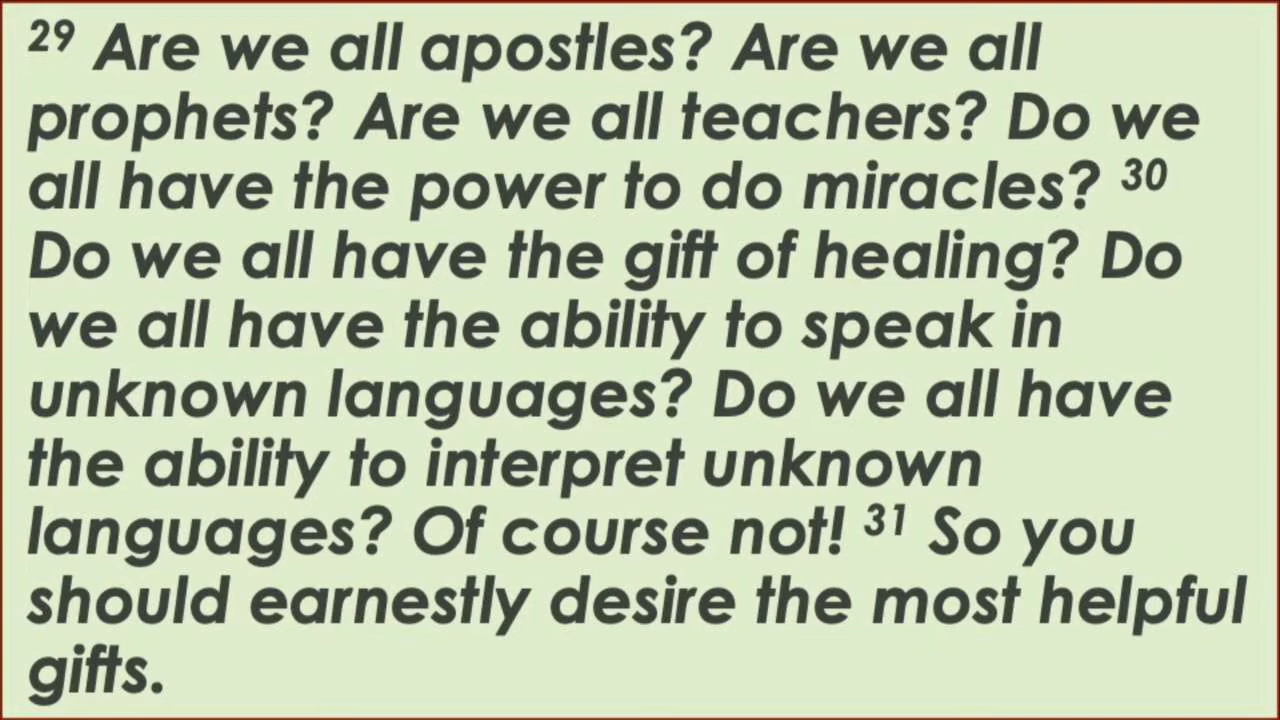 29 Are we all apostles? Are we all
prophets? Are we all teachers? Do we
all have the power to do miracles? 30
Do we all have the gift of healing? Do
we all have the ability to speak in
unknown languages? Do we all have
the ability to interpret unknown
languages? Of course not! 31 So you
should earnestly desire the most helpful
gifts.